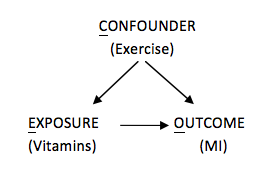 CONFOUNDER
(Exercise)
EXPOSURE OUTCOME
(Vitamins) (MI)